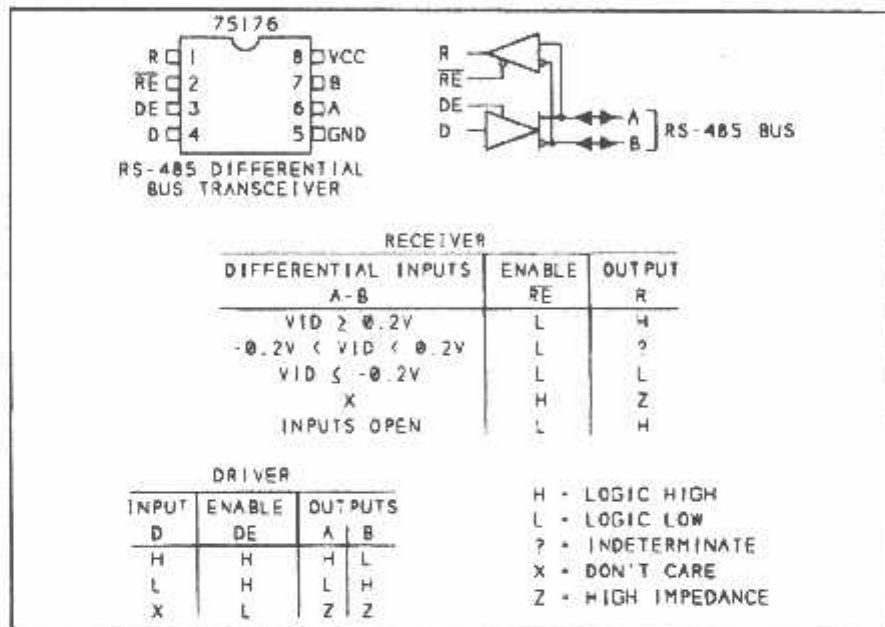 75176
R 1 8 VCC
RE 2 7 B
DE 3 6 A
D 4 5 GND
RS-485 DIFFERENTIAL
BUS TRANSCEIVER
R
RE
DE
D
A
B
RS-485 BUS
RECEIVER
DIFFERENTIAL INPUTS ENABLE OUTPUT
A-B RE R
VID ≥ 0.2V L H
-0.2V < VID < 0.2V L ?
VID ≤ -0.2V L L
X H Z
INPUTS OPEN L H
DRIVER
INPUT ENABLE OUTPUTS
D DE A B
H H H L
L H L H
X L Z Z
H - LOGIC HIGH
L - LOGIC LOW
? - INDETERMINATE
X - DON'T CARE
Z - HIGH IMPEDANCE